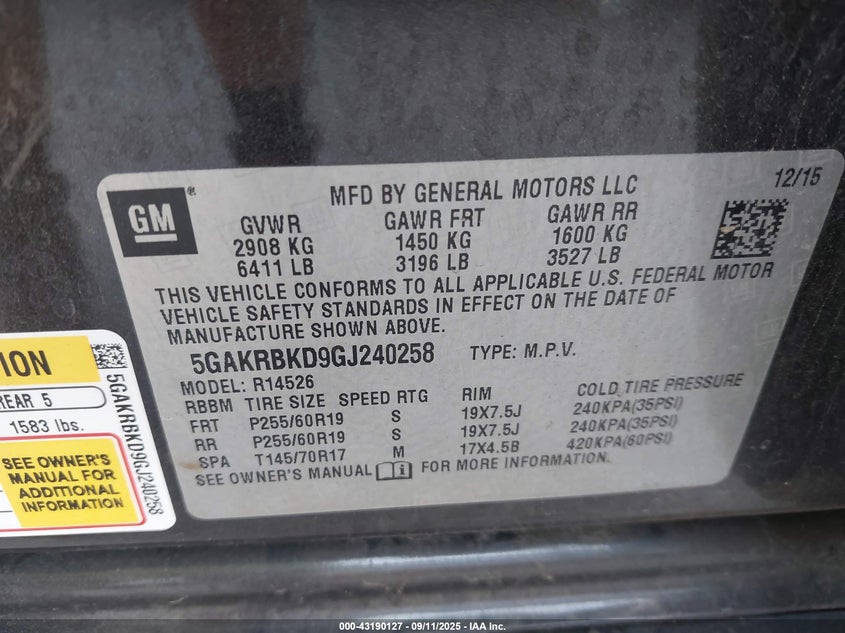 GM
®
MFD BY GENERAL MOTORS LLC
12/15
GVWR GAWR FRT GAWR RR
2908 KG 1450 KG 1600 KG
6411 LB 3196 LB 3527 LB
THIS VEHICLE CONFORMS TO ALL APPLICABLE U.S. FEDERAL MOTOR
VEHICLE SAFETY STANDARDS IN EFFECT ON THE DATE OF
MANUFACTURE SHOWN ABOVE.
5GAKRBKD9GJ240258 TYPE: M.P.V.
MODEL: R14526
RBBM TIRE SIZE SPEED RTG RIM COLD TIRE PRESSURE
FRT P255/60R19 S 19X7.5J 240KPA(35PSI)
RR P255/60R19 S 19X7.5J 240KPA(35PSI)
SPA T145/70R17 M 17X4.5B 420KPA(60PSI)
SEE OWNER'S MANUAL i FOR MORE INFORMATION.
ION
REAR 5
1583 lbs.
SEE OWNER'S
MANUAL FOR
ADDITIONAL
INFORMATION
5GAKRBKD9GJ240258
000-43190127 - 09/11/2025 - IAA Inc.